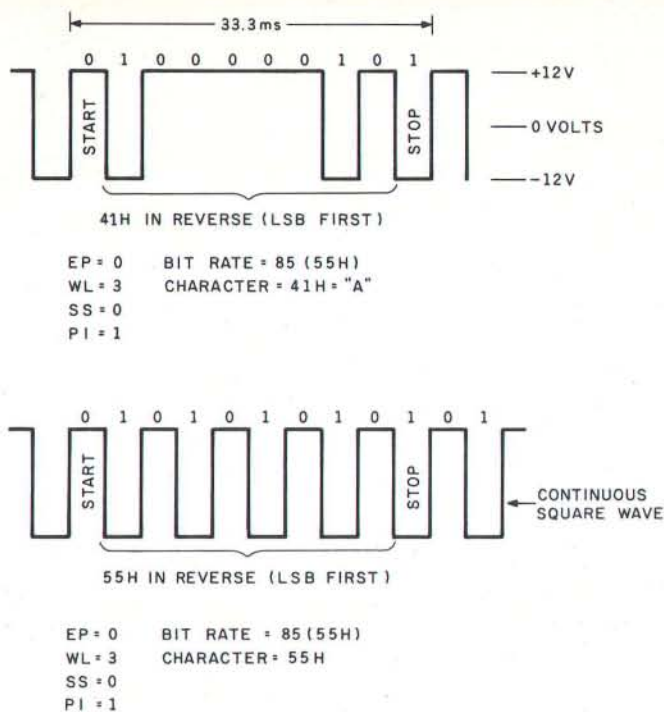 33.3ms
0 1 0 0 0 0 0 1 0 1
+12V
START
STOP
0 VOLTS
-12V
41H IN REVERSE (LSB FIRST)
EP = 0 BIT RATE = 85 (55H)
WL = 3 CHARACTER = 41H = "A"
SS = 0
PI = 1
0 1 0 1 0 1 0 1 0 1 0 1
START
STOP
CONTINUOUS
SQUARE WAVE
55H IN REVERSE (LSB FIRST)
EP = 0 BIT RATE = 85 (55H)
WL = 3 CHARACTER = 55H
SS = 0
PI = 1